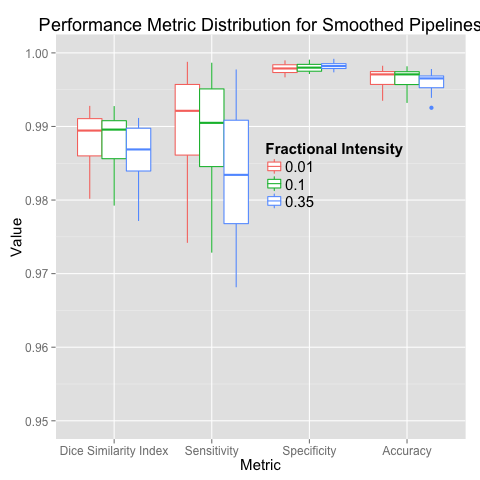 Performance Metric Distribution for Smoothed Pipelines
1.00
0.99
0.98
0.97
0.96
0.95
Value
Fractional Intensity
0.01
0.1
0.35
Dice Similarity Index
Sensitivity
Specificity
Accuracy
Metric